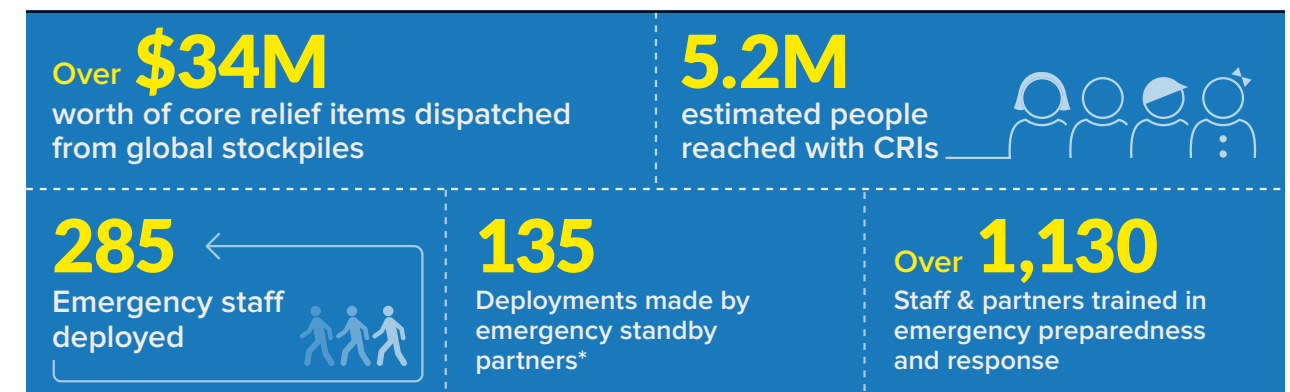 Over $34M
worth of core relief items dispatched
from global stockpiles
5.2M
estimated people
reached with CRIs
285
Emergency staff
deployed
135
Deployments made by
emergency standby
partners*
Over 1,130
Staff & partners trained in
emergency preparedness
and response